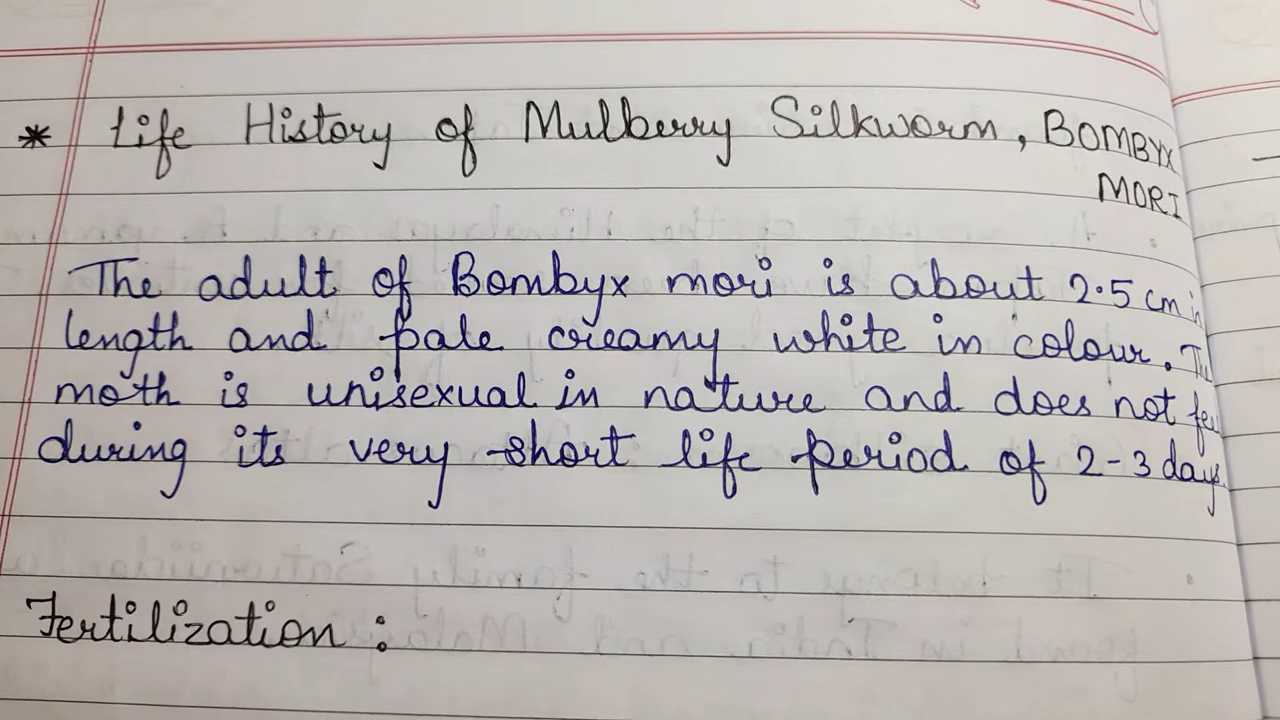 * Life History of Mulberry Silkworm, BOMBYX
MORI
The adult of Bombyx mori is about 2.5 cm in
length and pale creamy white in colour. The
moth is unisexual in nature and does not
during its very short life period of 2-3 days.
Fertilization :